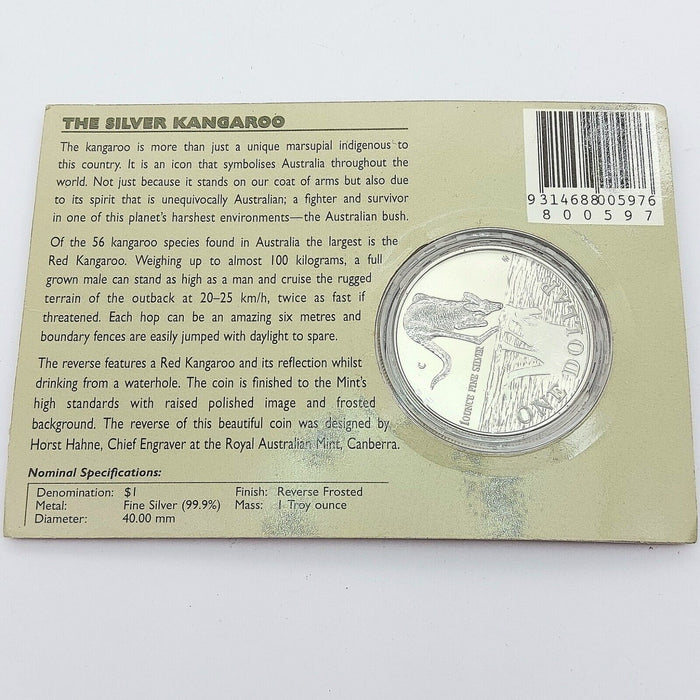 THE SILVER KANGAROO
The kangaroo is more than just a unique marsupial indigenous to
this country. It is an icon that symbolises Australia throughout the
world. Not just because it stands on our coat of arms but also due
to its spirit that is unequivocally Australian; a fighter and survivor
in one of this planet's harshest environments—the Australian bush.
Of the 56 kangaroo species found in Australia the largest is the
Red Kangaroo. Weighing up to almost 100 kilograms, a full
grown male can stand as high as a man and cruise the rugged
terrain of the outback at 20–25 km/h, twice as fast if
threatened. Each hop can be an amazing six metres and
boundary fences are easily jumped with daylight to spare.
The reverse features a Red Kangaroo and its reflection whilst
drinking from a waterhole. The coin is finished to the Mint's
high standards with raised polished image and frosted
background. The reverse of this beautiful coin was designed by
Horst Hahne, Chief Engraver at the Royal Australian Mint, Canberra.
Nominal Specifications:
Denomination: $1 Finish: Reverse Frosted
Metal: Fine Silver (99.9%) Mass: 1 Troy ounce
Diameter: 40.00 mm
9314688005976
800597
C
1 OUNCE FINE SILVER
ONE DOLLAR